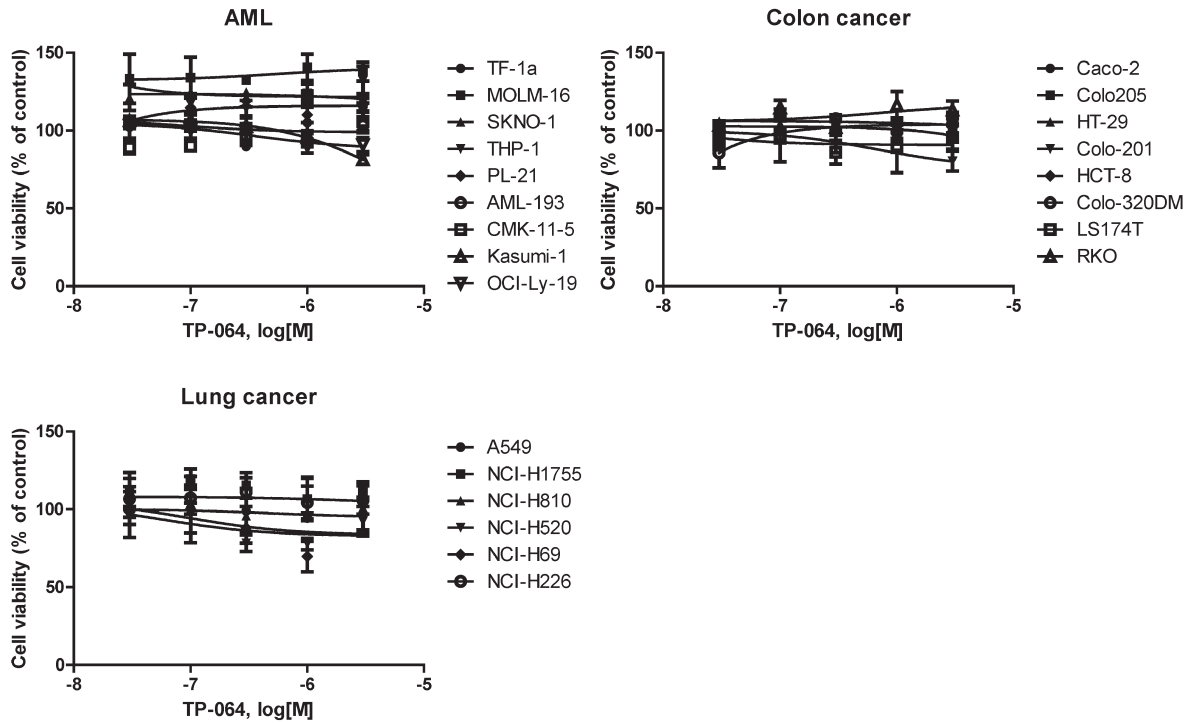 AML
Cell viability (% of control)
150
100
50
0
-8
-7
-6
-5
TP-064, log[M]
TF-1a
MOLM-16
SKNO-1
THP-1
PL-21
AML-193
CMK-11-5
Kasumi-1
OCI-Ly-19
Colon cancer
Cell viability (% of control)
150
100
50
0
-8
-7
-6
-5
TP-064, log[M]
Caco-2
Colo205
HT-29
Colo-201
HCT-8
Colo-320DM
LS174T
RKO
Lung cancer
Cell viability (% of control)
150
100
50
0
-8
-7
-6
-5
TP-064, log[M]
A549
NCI-H1755
NCI-H810
NCI-H520
NCI-H69
NCI-H226